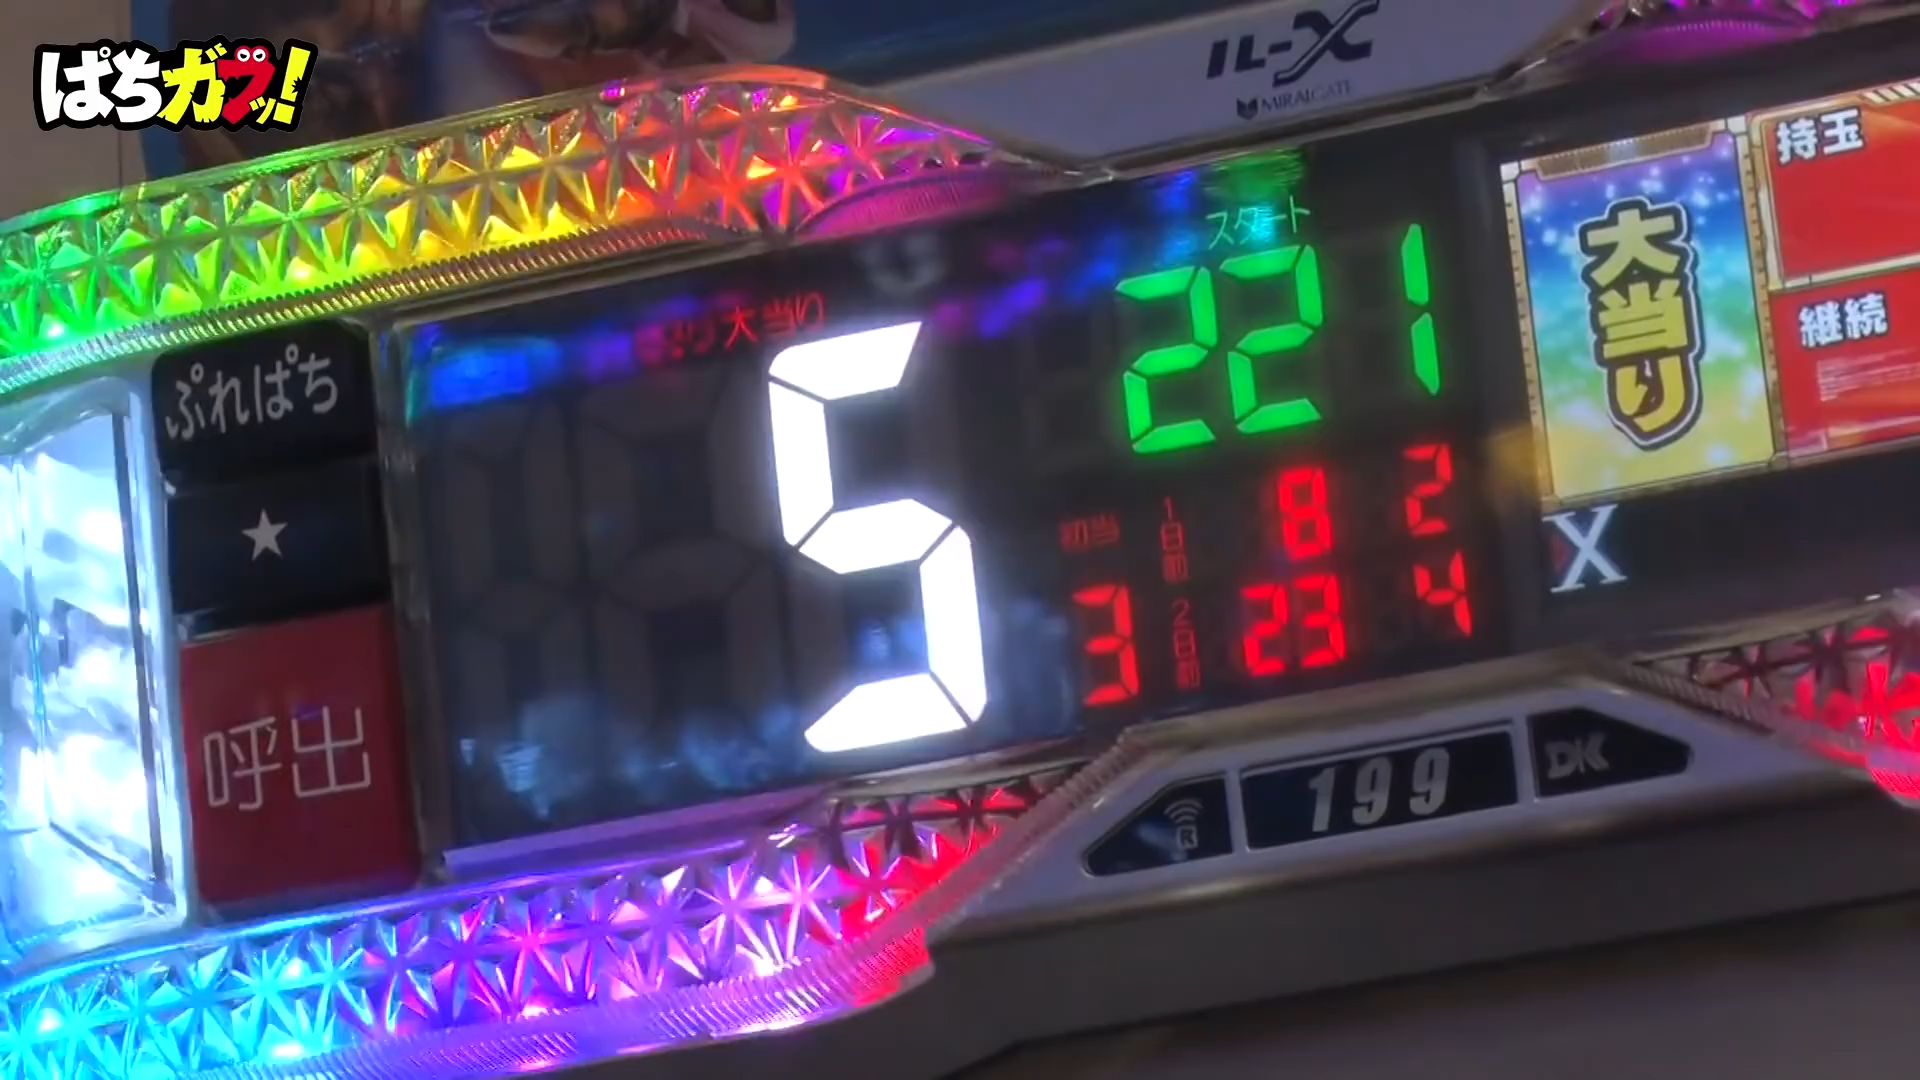 ぱちガブッ!
IL-X
MIRAIGATE
持玉
スタート
221
大当り
継続
大当り
ぷれぱち
5
★
初当
1日前
8
2
X
3
2日前
23
4
呼出
199
DK